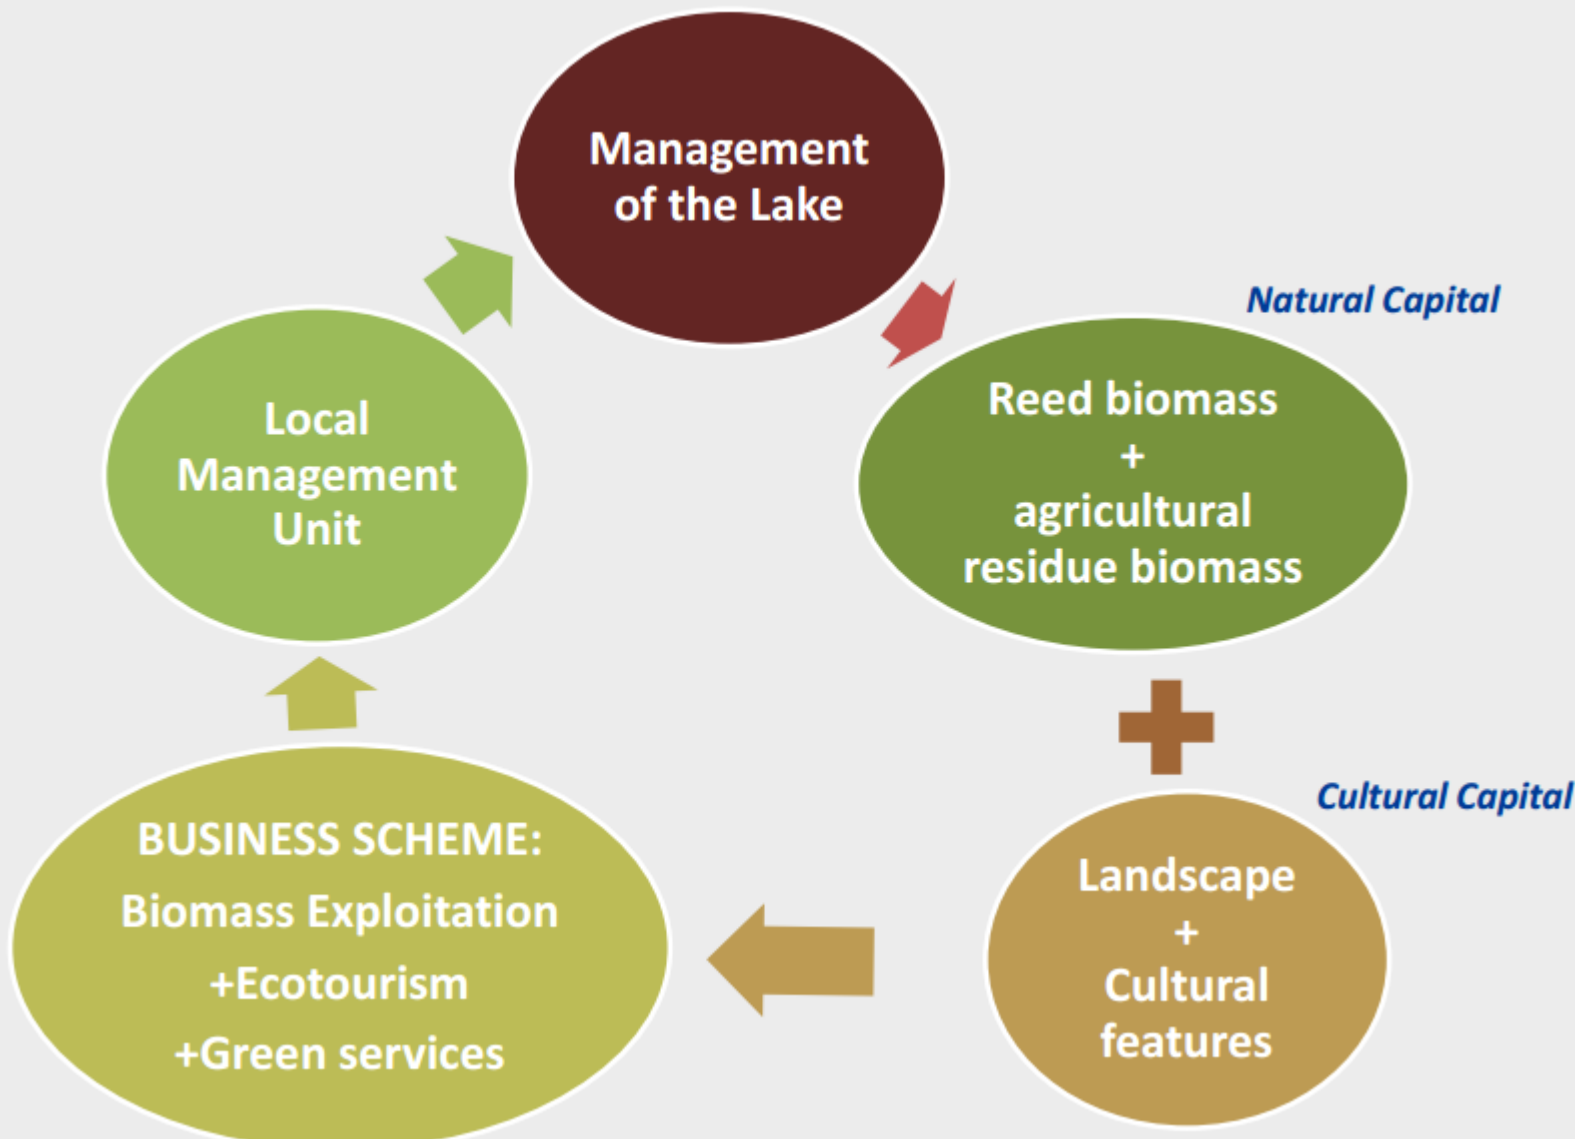 Management
of the Lake
Natural Capital
Reed biomass
+
agricultural
residue biomass
Cultural Capital
Landscape
+
Cultural
features
BUSINESS SCHEME:
Biomass Exploitation
+Ecotourism
+Green services
Local
Management
Unit